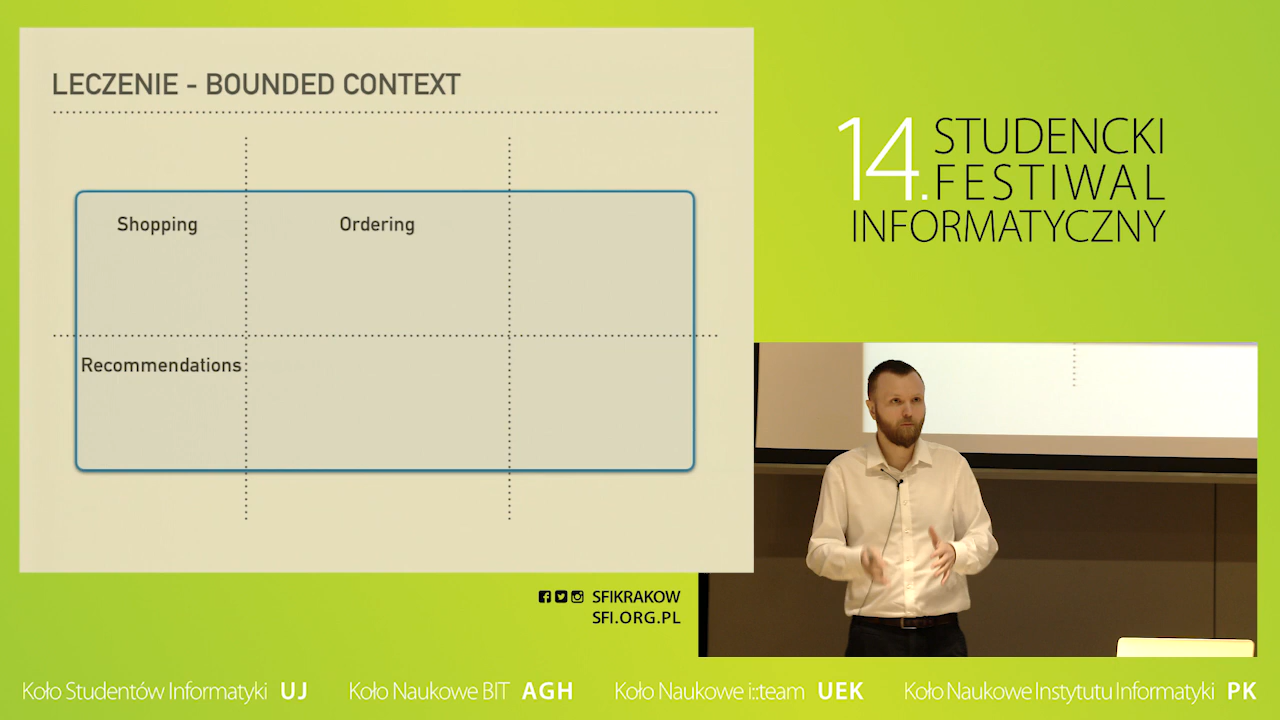 LECZENIE - BOUNDED CONTEXT
Shopping
Ordering
Recommendations
14. STUDENCKI
FESTIWAL
INFORMATYCZNY
SFIKRAKOW
SFI.ORG.PL
Koło Studentów Informatyki UJ
Koło Naukowe BIT AGH
Koło Naukowe i::team UEK
Koło Naukowe Instytutu Informatyki PK